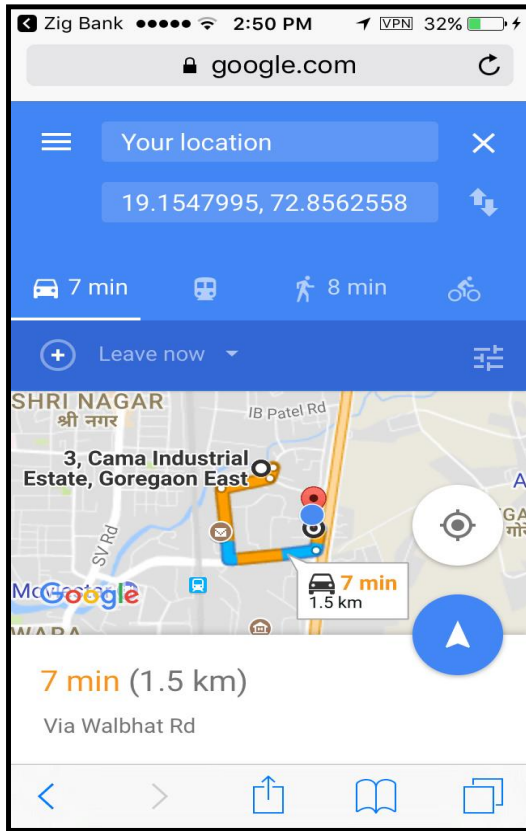 Zig Bank 2:50 PM VPN 32%
google.com
Your location
19.1547995, 72.8562558
7 min 8 min
Leave now
SHRI NAGAR
श्री नगर
IB Patel Rd
3, Cama Industrial
Estate, Goregaon East
SV Rd
Google
7 min
1.5 km
7 min (1.5 km)
Via Walbhat Rd